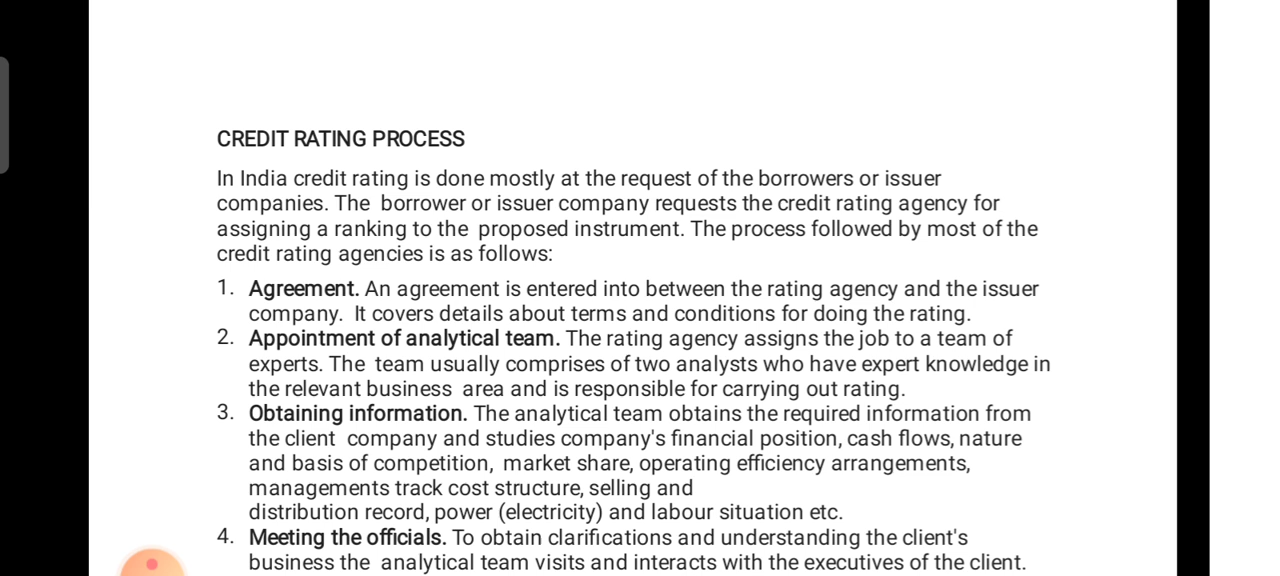 CREDIT RATING PROCESS
In India credit rating is done mostly at the request of the borrowers or issuer
companies. The  borrower or issuer company requests the credit rating agency for
assigning a ranking to the  proposed instrument. The process followed by most of the
credit rating agencies is as follows:
1. Agreement. An agreement is entered into between the rating agency and the issuer
company.  It covers details about terms and conditions for doing the rating.
2. Appointment of analytical team. The rating agency assigns the job to a team of
experts. The  team usually comprises of two analysts who have expert knowledge in
the relevant business  area and is responsible for carrying out rating.
3. Obtaining information. The analytical team obtains the required information from
the client  company and studies company's financial position, cash flows, nature
and basis of competition,  market share, operating efficiency arrangements,
managements track cost structure, selling and
distribution record, power (electricity) and labour situation etc.
4. Meeting the officials. To obtain clarifications and understanding the client's
business the  analytical team visits and interacts with the executives of the client.